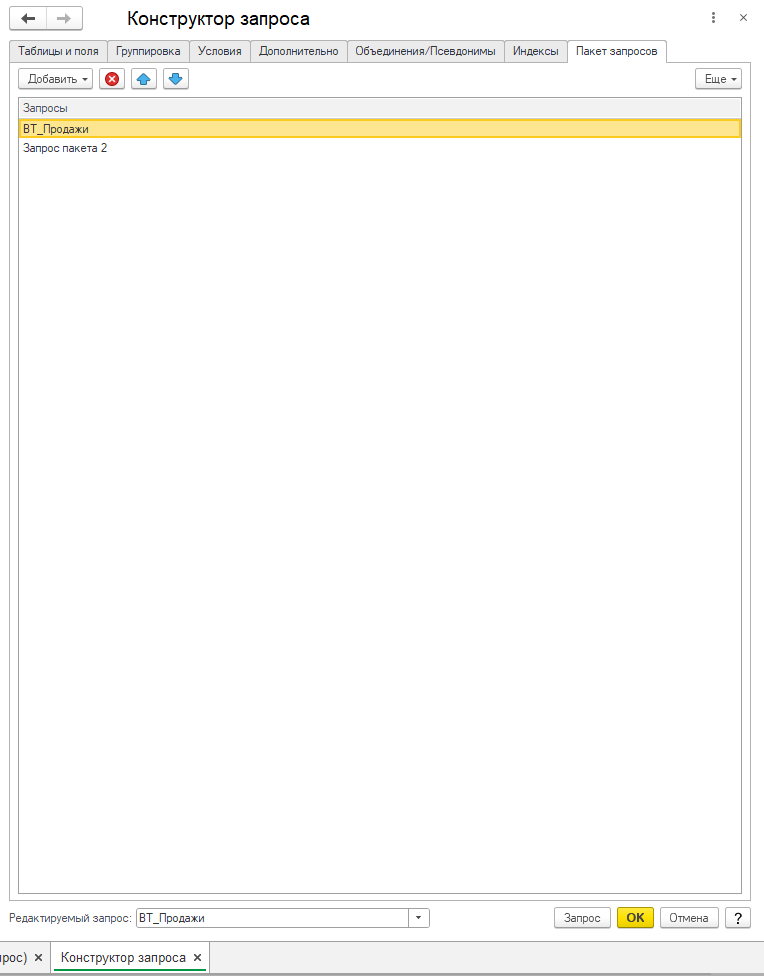 Конструктор запроса
Таблицы и поля Группировка Условия Дополнительно Объединения/Псевдонимы Индексы Пакет запросов
Добавить Еще
Запросы
ВТ_Продажи
Запрос пакета 2
Редактируемый запрос: ВТ_Продажи Запрос OK Отмена ?
рос) Конструктор запроса